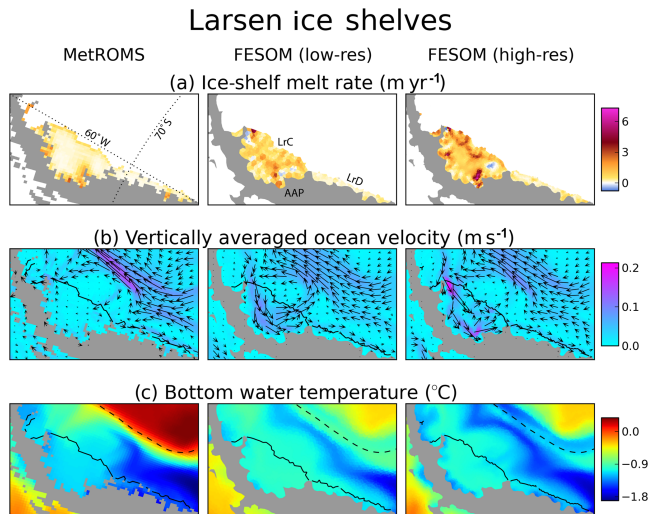 Larsen ice shelves
MetROMS FESOM (low-res) FESOM (high-res)
(a) Ice-shelf melt rate (m yr⁻¹)
60°W
70°S
LrC
LrD
AAP
6
3
0
(b) Vertically averaged ocean velocity (m s⁻¹)
0.2
0.1
0.0
(c) Bottom water temperature (°C)
0.0
−0.9
−1.8